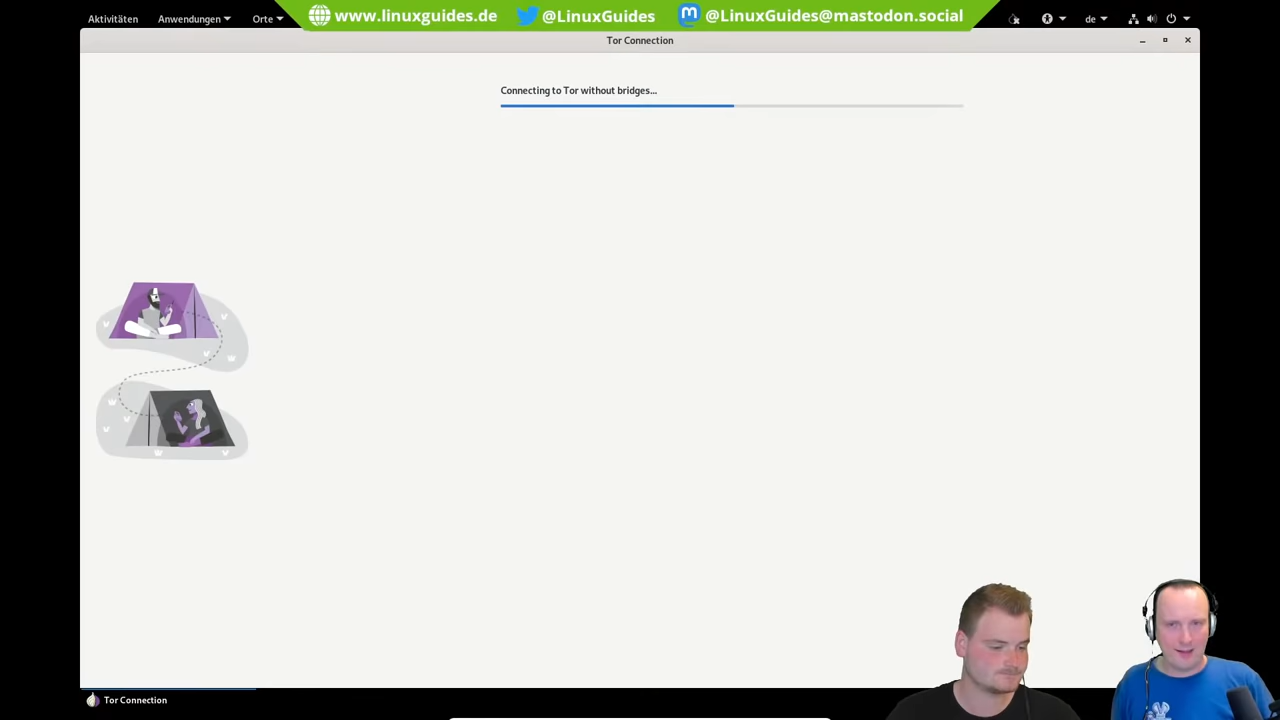 www.linuxguides.de @LinuxGuides @LinuxGuides@mastodon.social
Aktivitäten Anwendungen Orte de
Tor Connection
Connecting to Tor without bridges...
Tor Connection